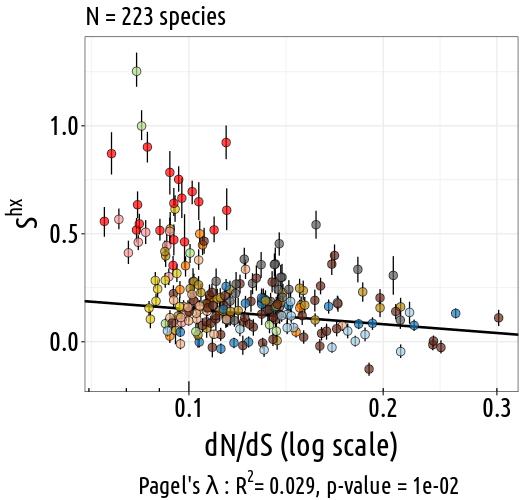 N = 223 species
1.0
0.5
0.0
S^hx
0.1
0.2
0.3
dN/dS (log scale)
Pagel's λ : R²= 0.029, p-value = 1e-02